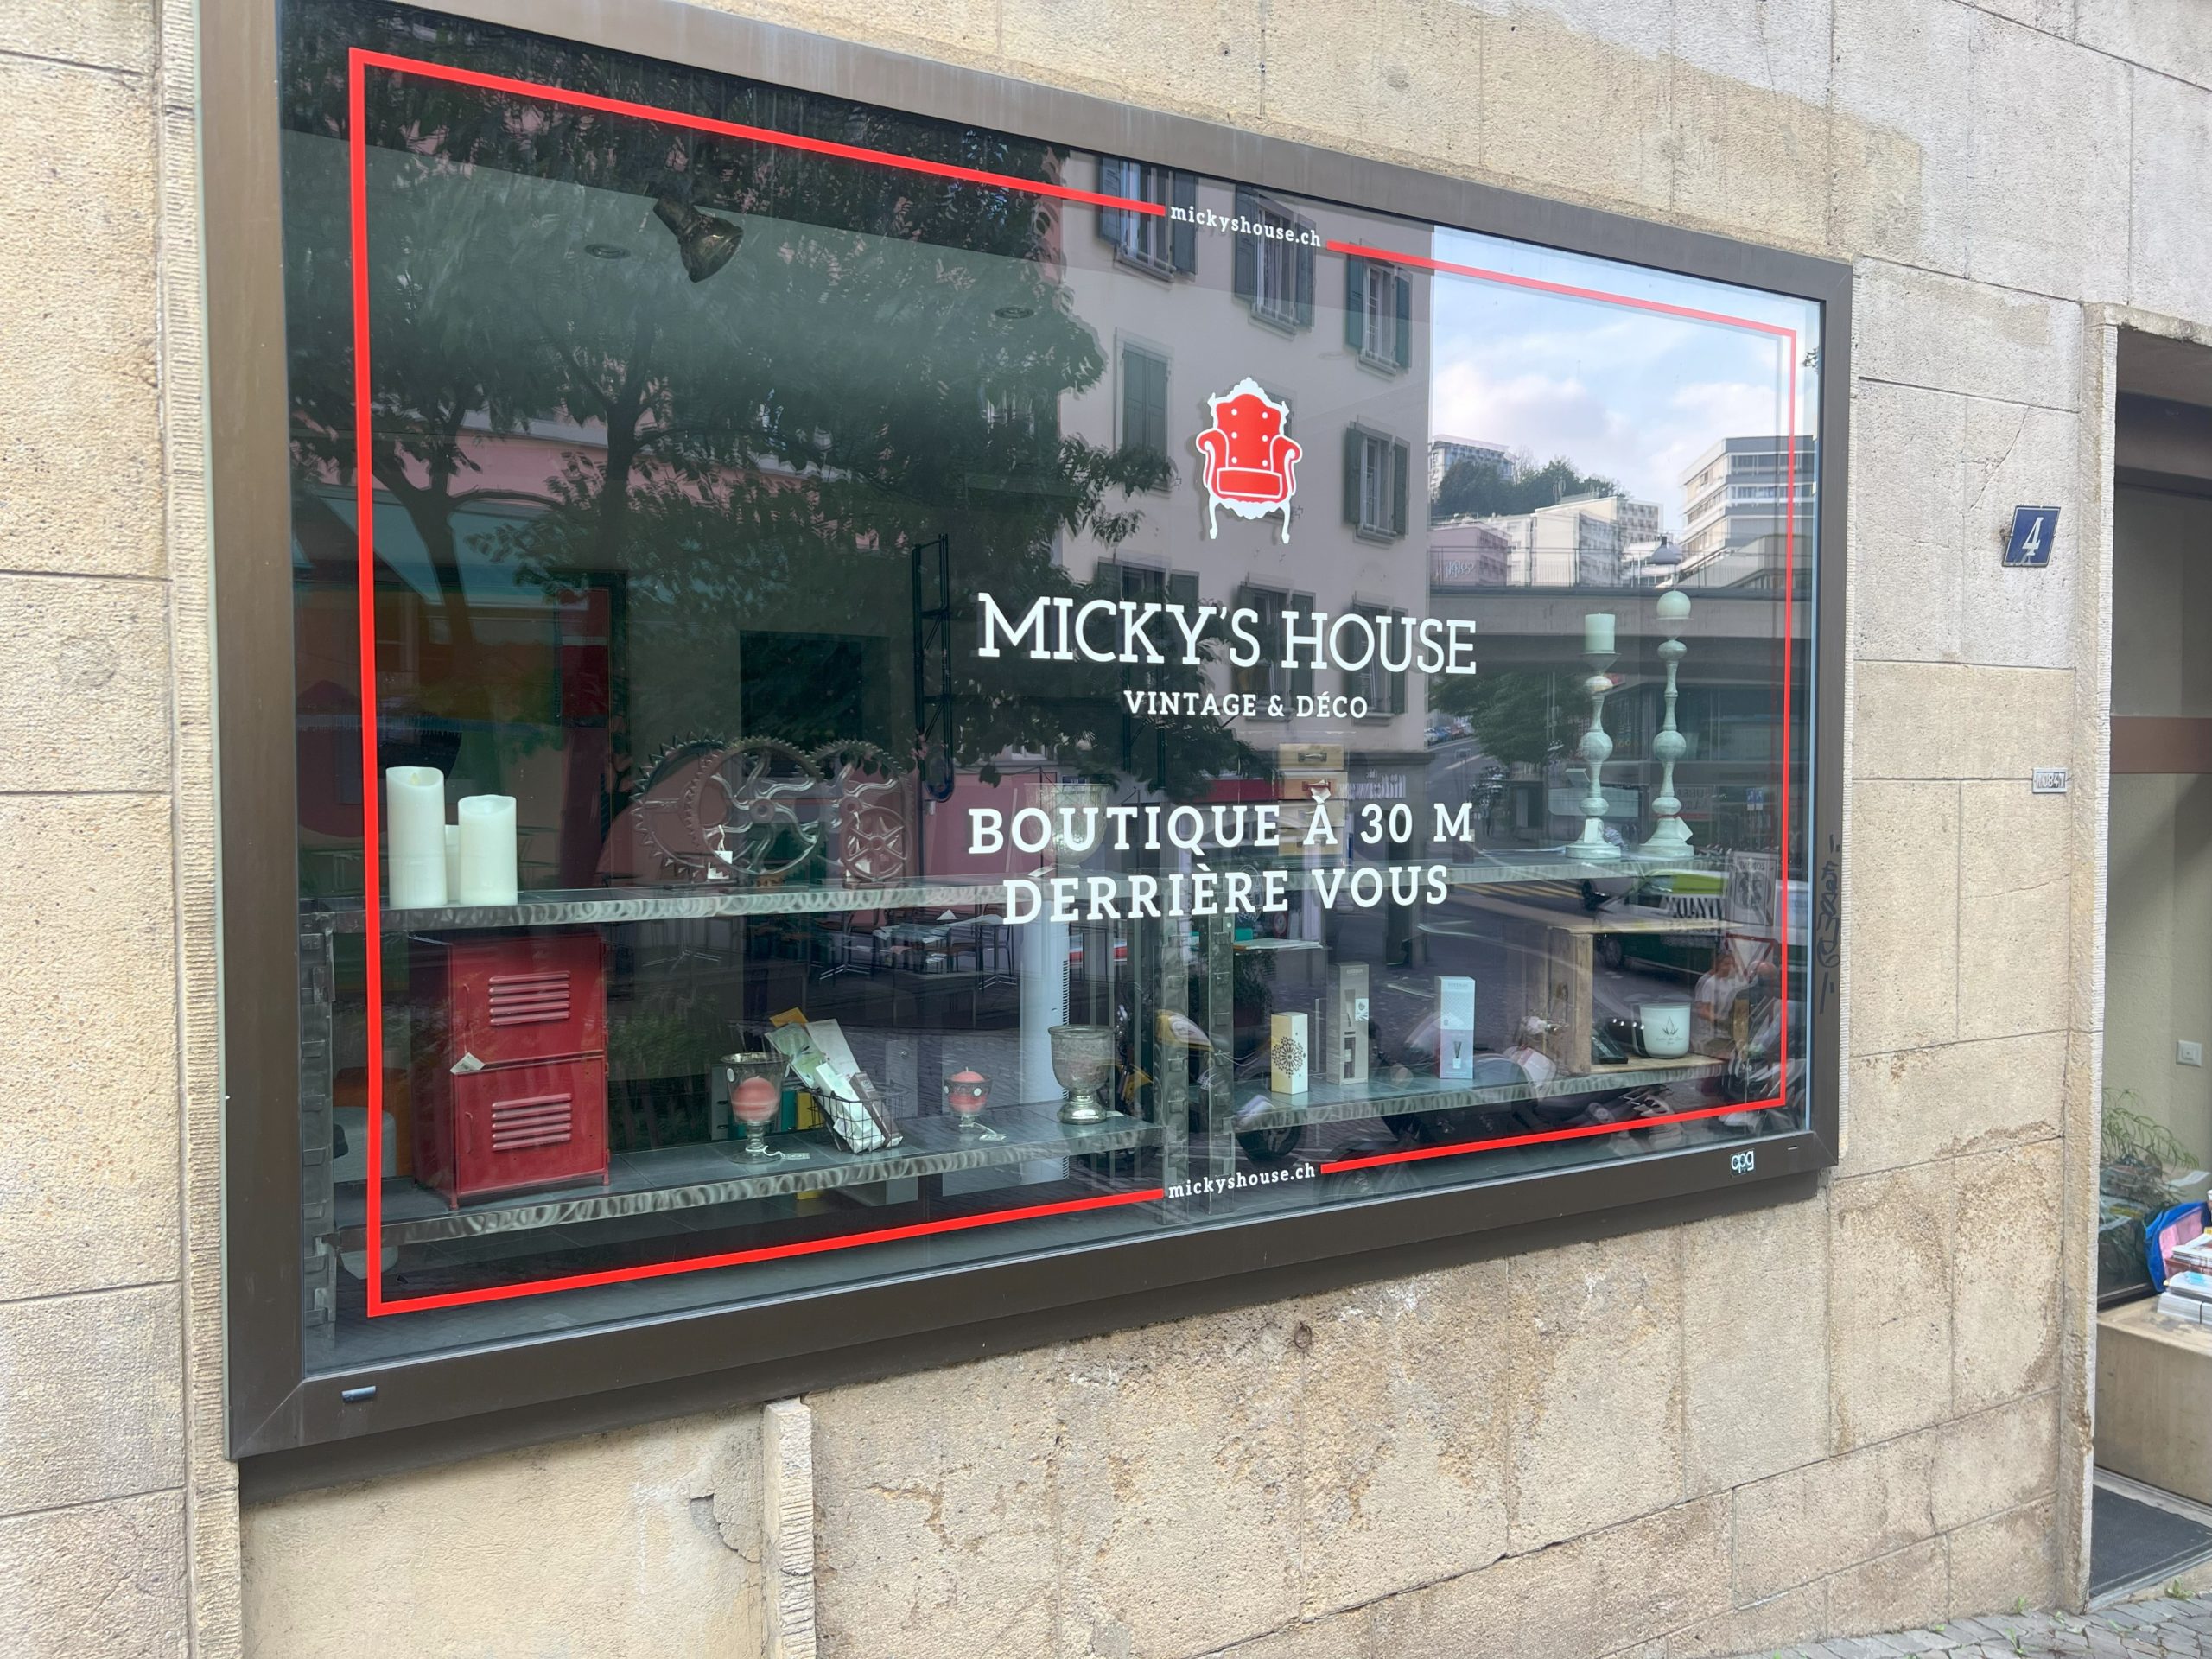 mickyshouse.ch
MICKY'S HOUSE
VINTAGE & DÉCO
BOUTIQUE À 30 M
DERRIÈRE VOUS
mickyshouse.ch
apg
4